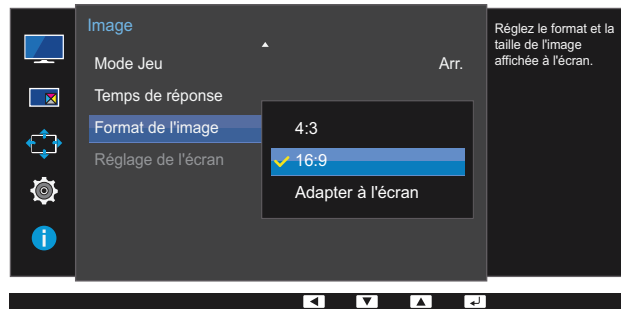 Image
Mode Jeu Arr.
Temps de réponse
Format de l'image
Réglage de l'écran
4:3
16:9
Adapter à l'écran
Réglez le format et la
taille de l'image
affichée à l'écran.